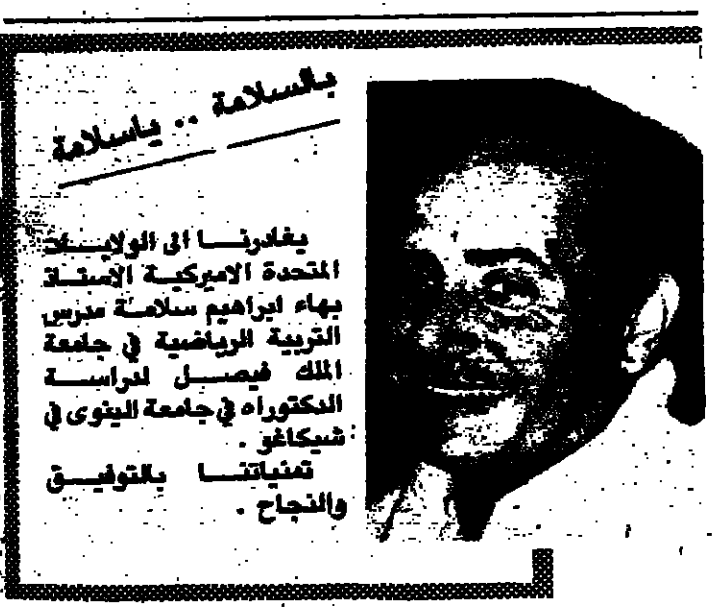 بالسلامة .. ياسلامة
يغادرنا الى الولايات
المتحدة الاميركية الاستاذ
بهاء ابراهيم سلامة مدرس
التربية الرياضية في جامعة
الملك فيصل لدراسة
الدكتوراه في جامعة الينوى في
شيكاغو .
تمنياتنا بالتوفيق
والنجاح .